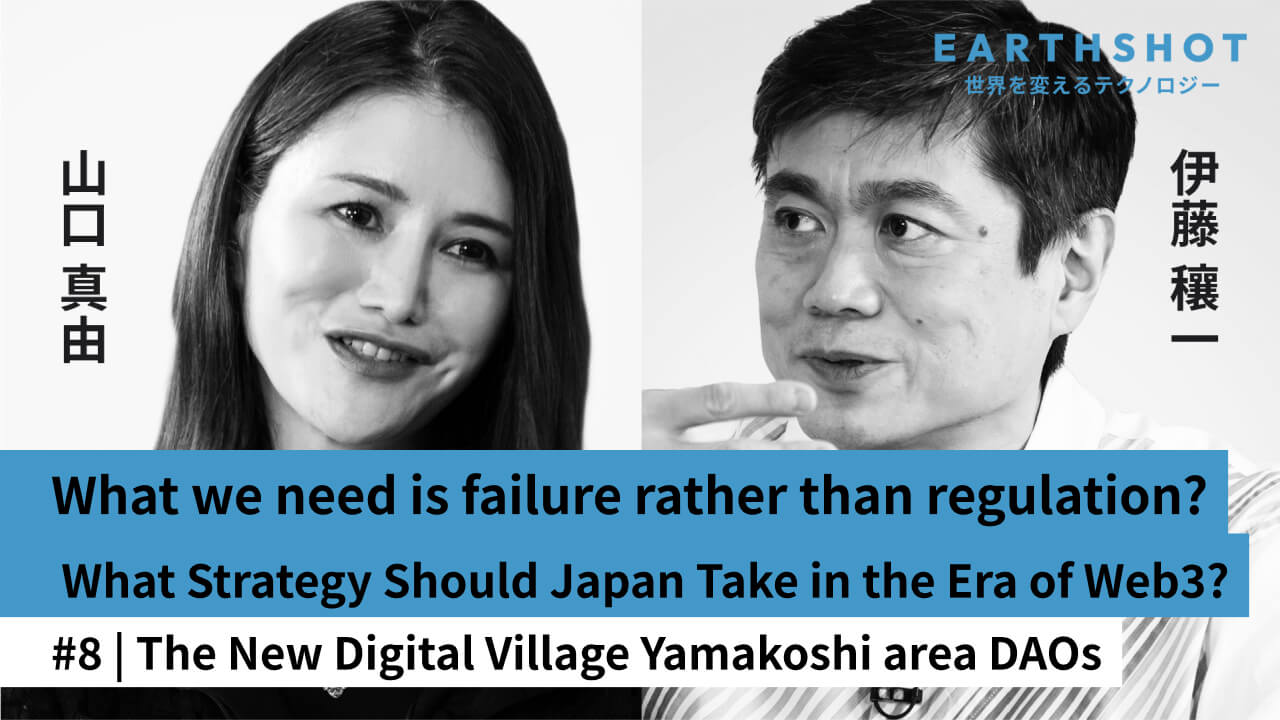 EARTHSHOT
世界を変えるテクノロジー
山口 真由
伊藤 穰一
What we need is failure rather than regulation?
What Strategy Should Japan Take in the Era of Web3?
#8 | The New Digital Village Yamakoshi area DAOs